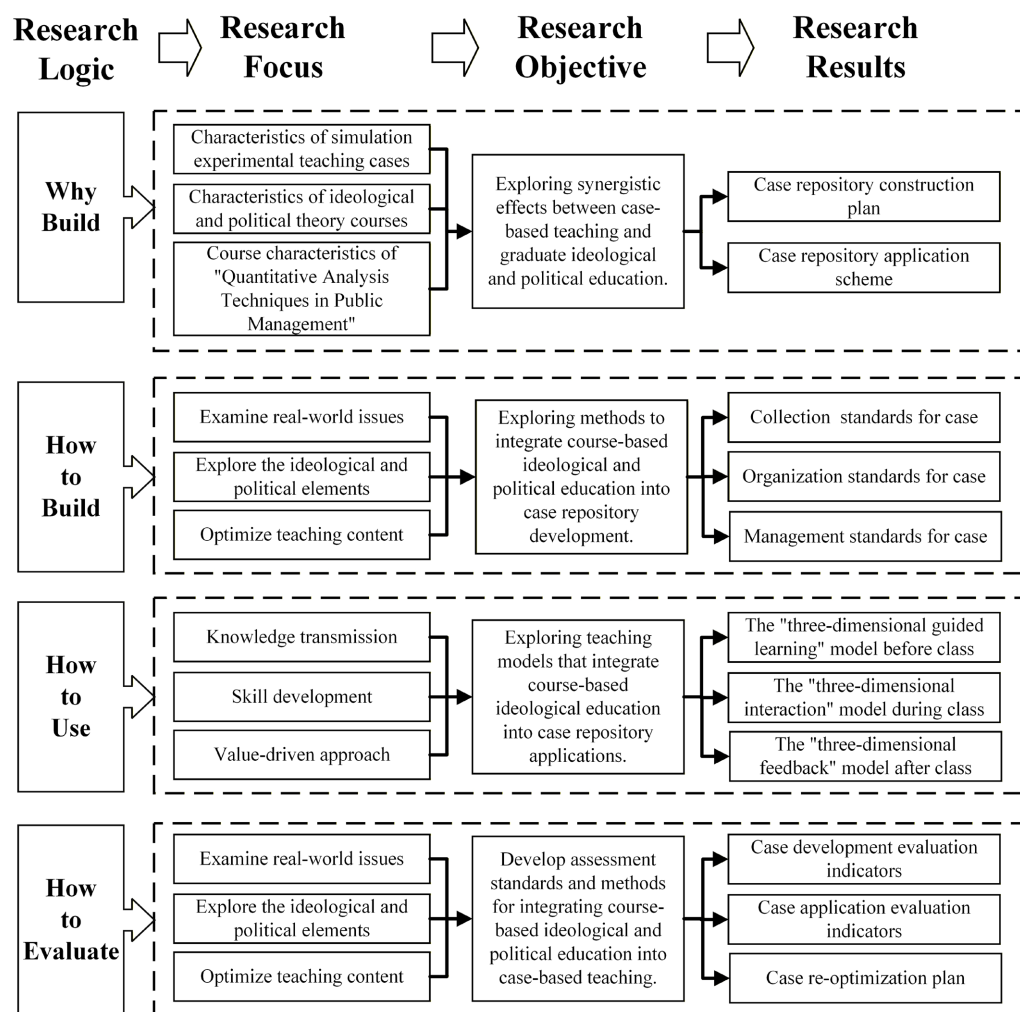 Research
Logic
Research
Focus
Research
Objective
Research
Results
Why
Build
Characteristics of simulation
experimental teaching cases
Characteristics of ideological
and political theory courses
Course characteristics of
"Quantitative Analysis
Techniques in Public
Management"
Exploring synergistic
effects between case-
based teaching and
graduate ideological
and political education.
Case repository construction
plan
Case repository application
scheme
How
to
Build
Examine real-world issues
Explore the ideological and
political elements
Optimize teaching content
Exploring methods to
integrate course-based
ideological and
political education into
case repository
development.
Collection standards for case
Organization standards for case
Management standards for case
How
to
Use
Knowledge transmission
Skill development
Value-driven approach
Exploring teaching
models that integrate
course-based
ideological education
into case repository
applications.
The "three-dimensional guided
learning" model before class
The "three-dimensional
interaction" model during class
The "three-dimensional
feedback" model after class
How
to
Evaluate
Examine real-world issues
Explore the ideological and
political elements
Optimize teaching content
Develop assessment
standards and methods
for integrating course-
based ideological and
political education into
case-based teaching.
Case development evaluation
indicators
Case application evaluation
indicators
Case re-optimization plan